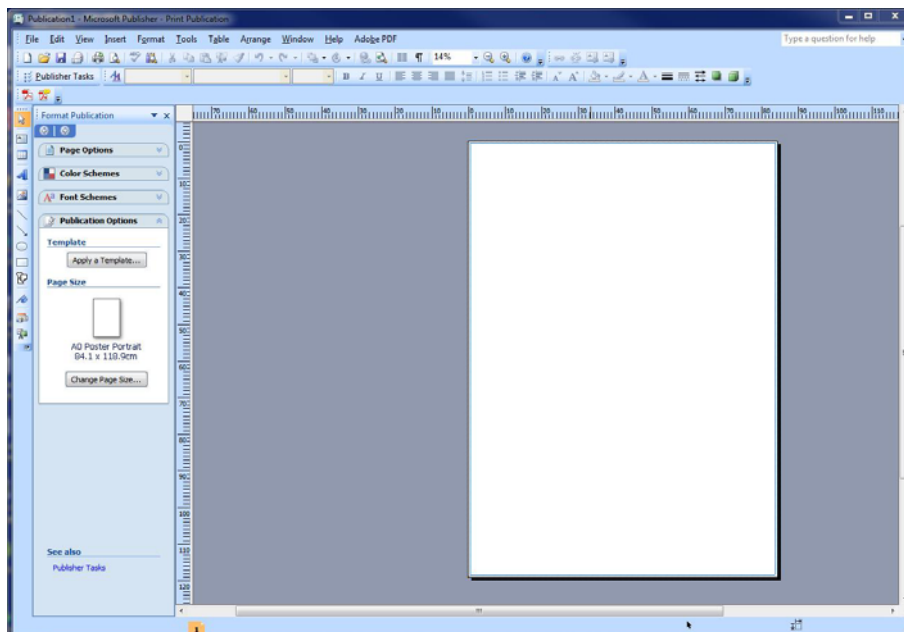 Publication1 - Microsoft Publisher - Print Publication
File Edit View Insert Format Tools Table Arrange Window Help Adobe PDF
Type a question for help
14%
Publisher Tasks
Format Publication
Page Options
Color Schemes
Font Schemes
Publication Options
Template
Apply a Template...
Page Size
A0 Poster Portrait
84.1 x 118.9cm
Change Page Size...
See also
Publisher Tasks
1